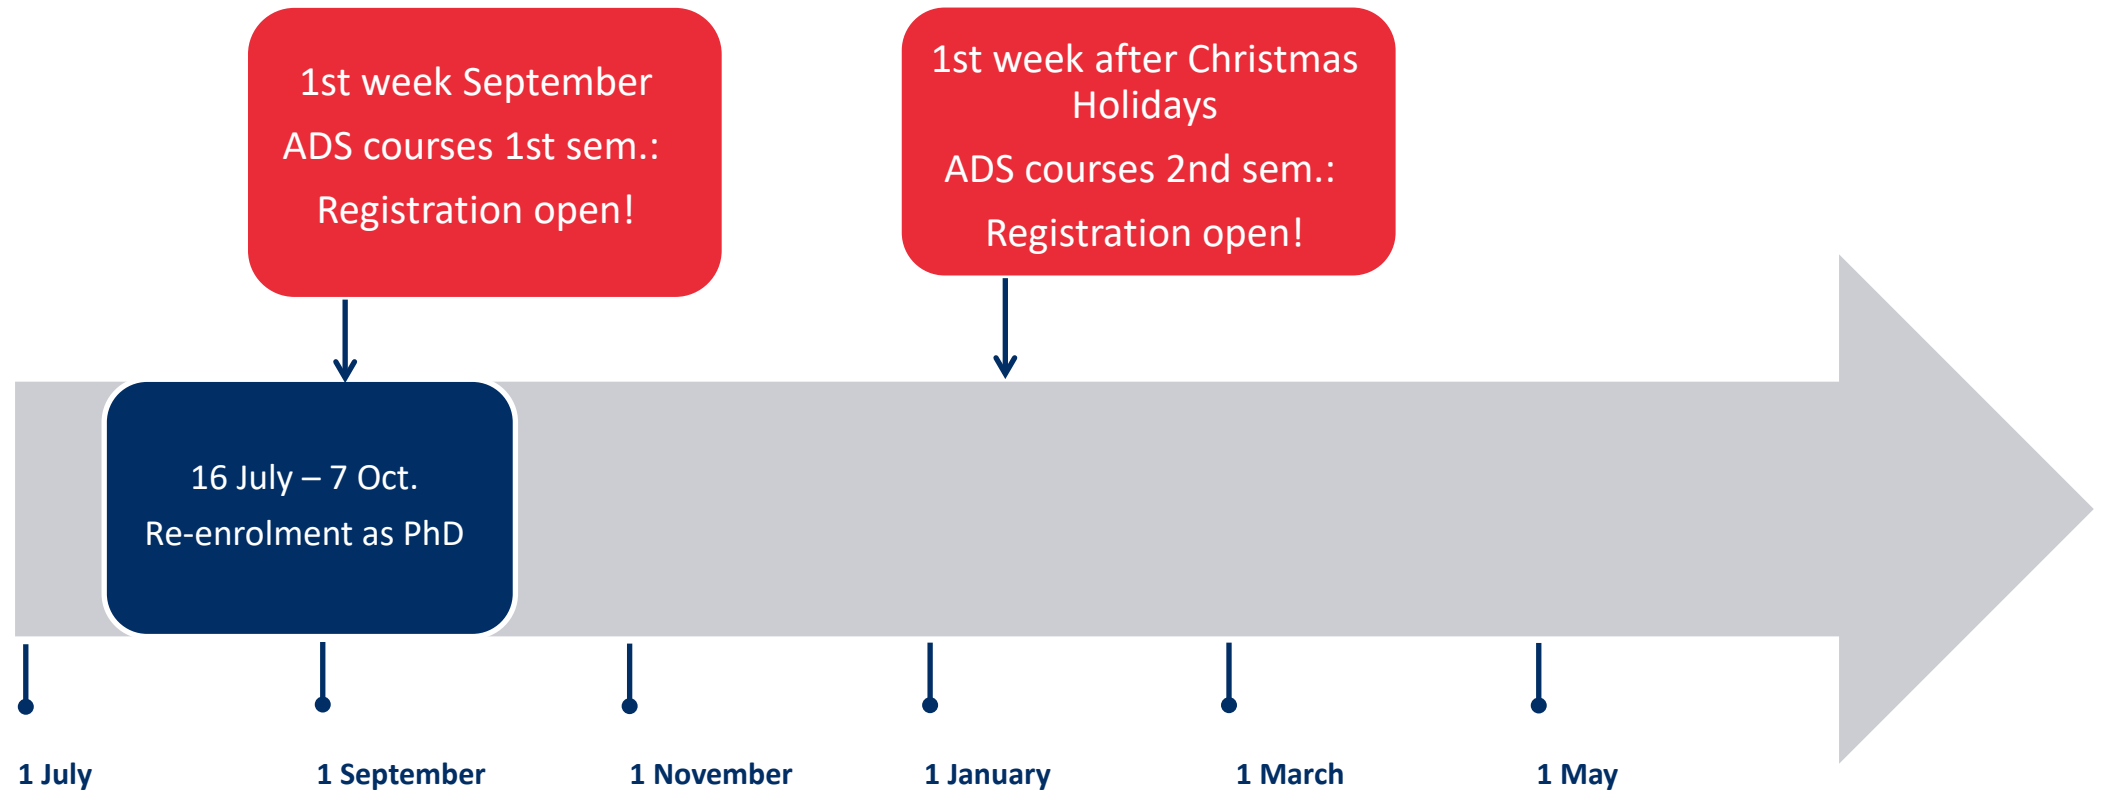 1st week September
ADS courses 1st sem.:
Registration open!
1st week after Christmas
Holidays
ADS courses 2nd sem.:
Registration open!
16 July – 7 Oct.
Re-enrolment as PhD
1 July
1 September
1 November
1 January
1 March
1 May